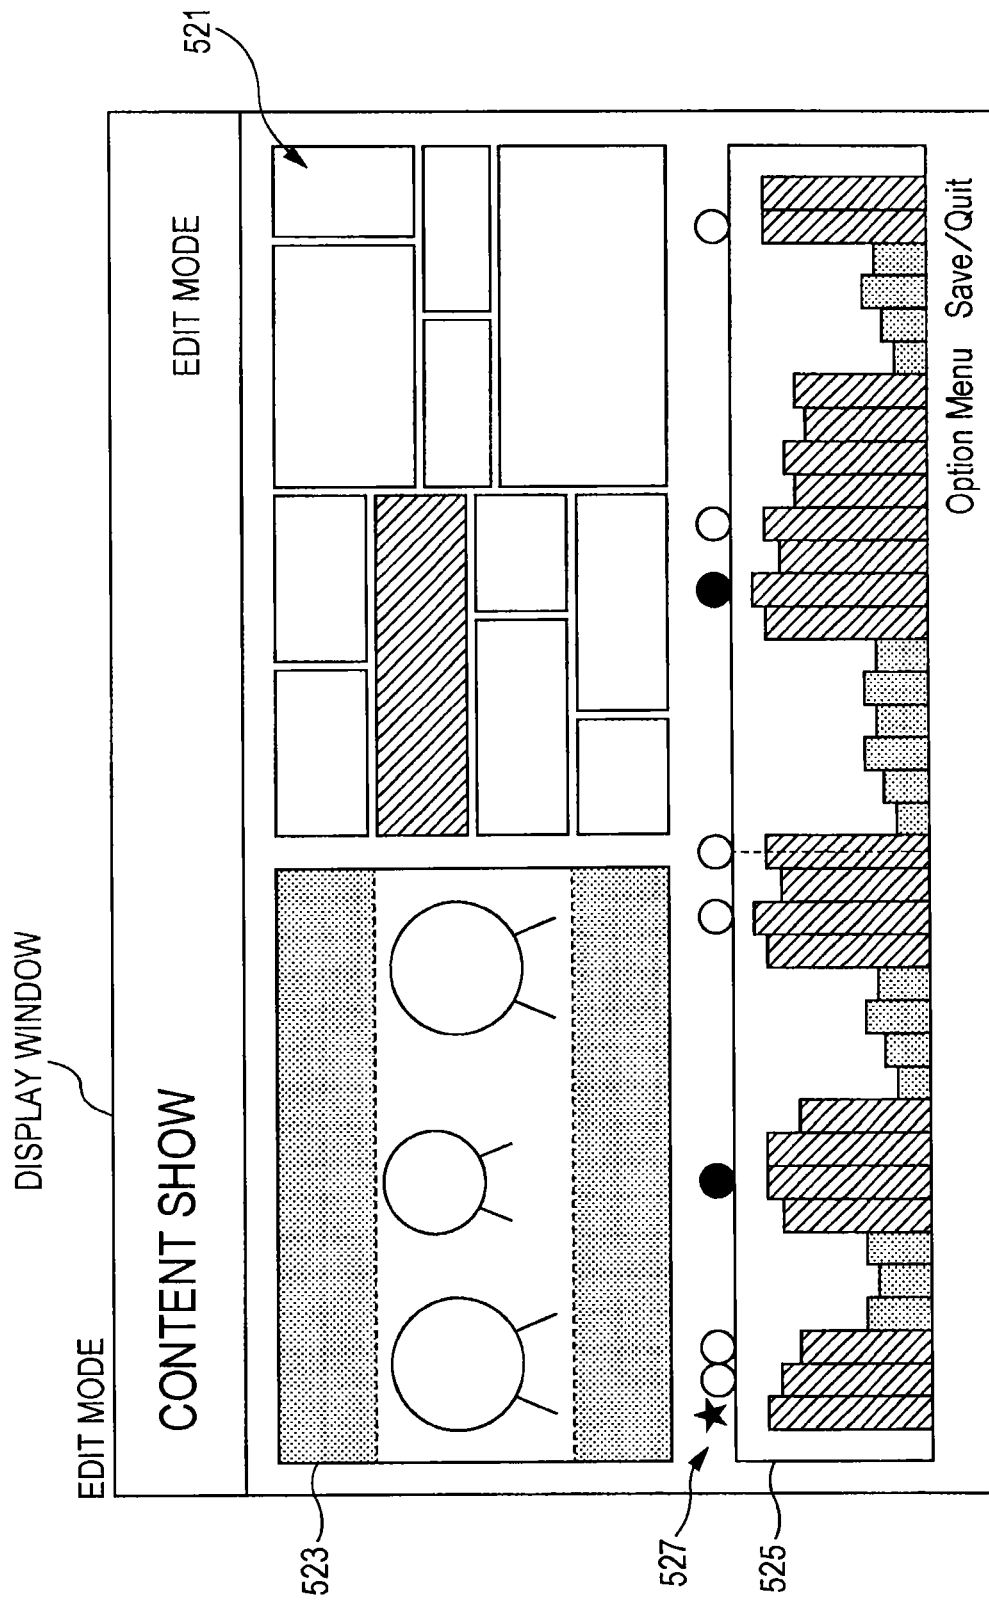 EDIT MODE
DISPLAY WINDOW
CONTENT SHOW
EDIT MODE
521
523
527
525
Option Menu Save/Quit